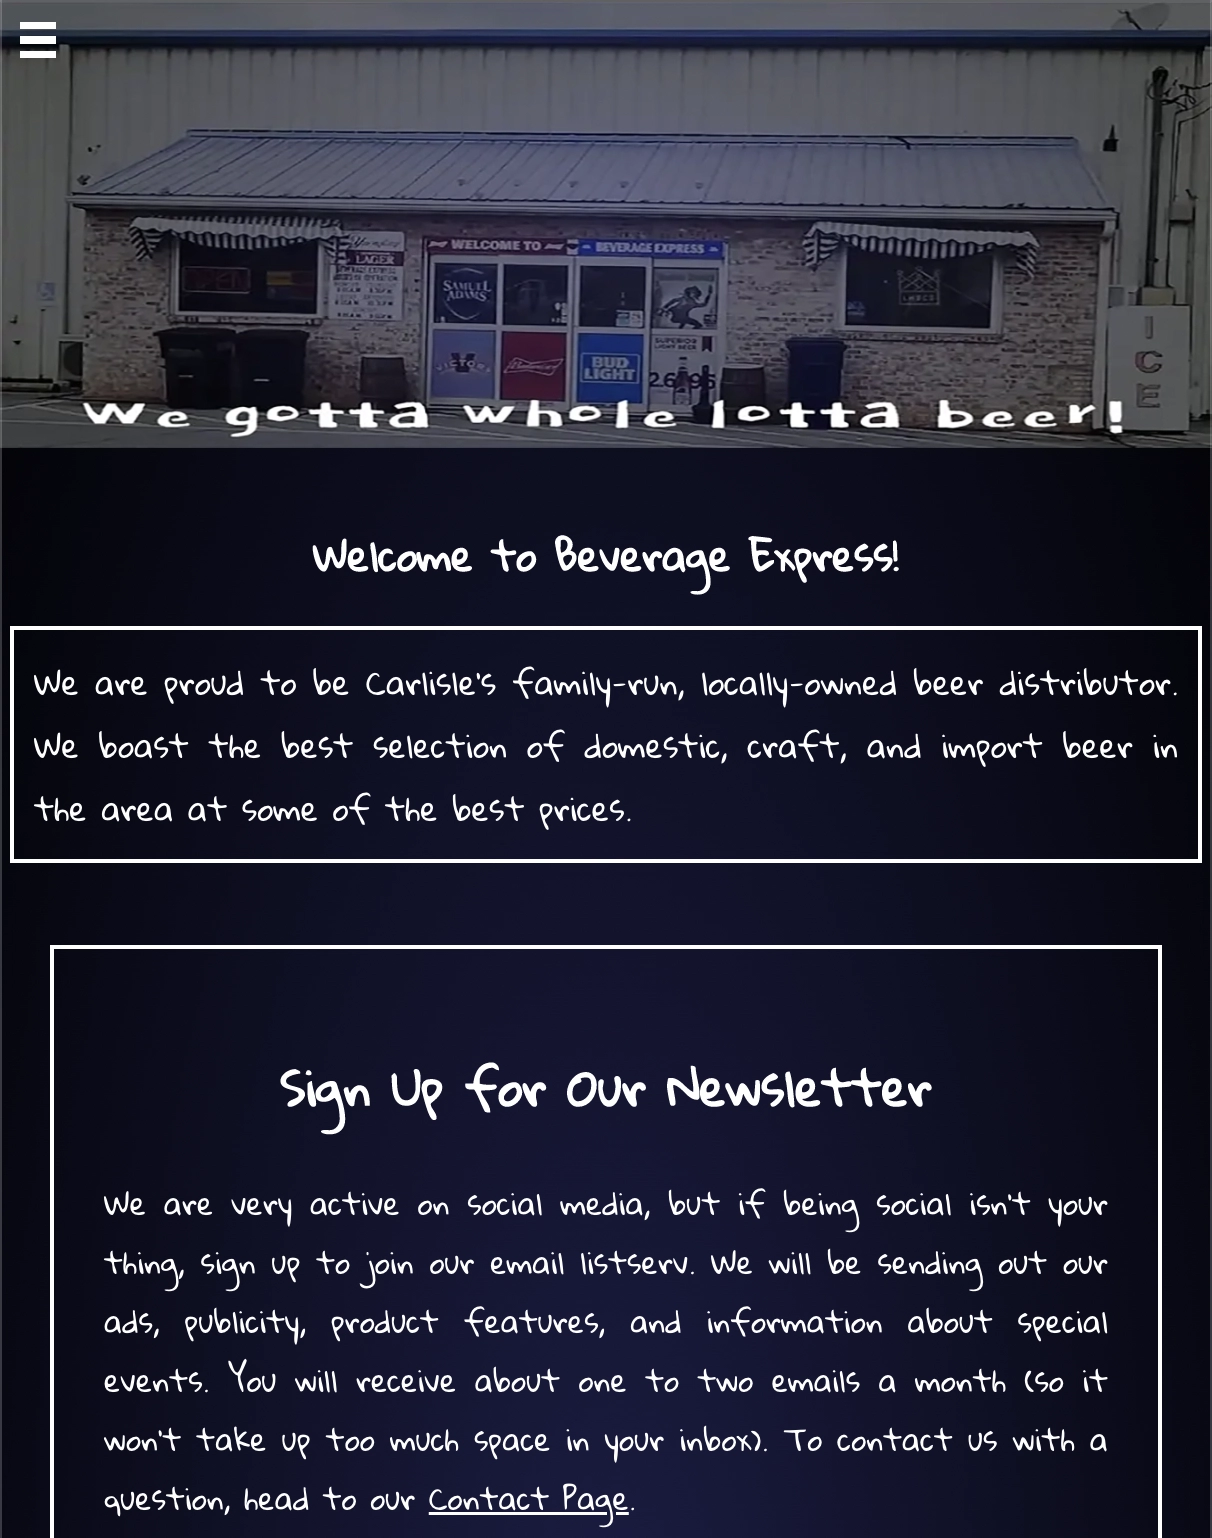 WELCOME TO BEVERAGE EXPRESS
LAGER
SAMUEL ADAMS
VICTORY
Budweiser
BUD LIGHT
SUPERIOR
LIGHT BEER
ICE
We gotta whole lotta beer!
Welcome to Beverage Express!
We are proud to be Carlisle's family-run, locally-owned beer distributor.
We boast the best selection of domestic, craft, and import beer in
the area at some of the best prices.
Sign Up for Our Newsletter
We are very active on social media, but if being social isn't your
thing, sign up to join our email listserv. We will be sending out our
ads, publicity, product features, and information about special
events. You will receive about one to two emails a month (so it
won't take up too much space in your inbox). To contact us with a
question, head to our Contact Page.